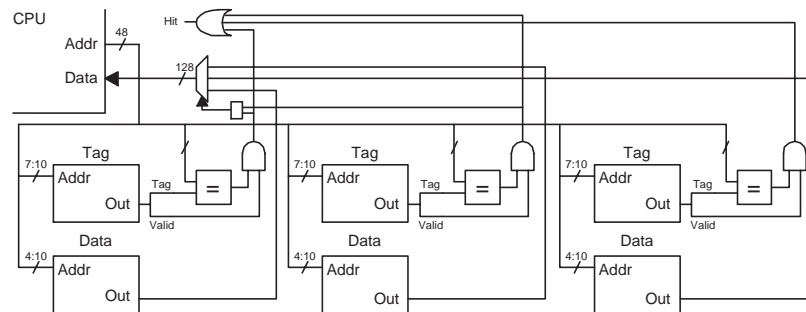 CPU
Hit
48
Addr
128
Data
Tag
Tag
Tag
7:10
Addr
Tag
=
7:10
Addr
Tag
=
7:10
Addr
Tag
=
Out
Valid
Out
Valid
Out
Valid
Data
Data
Data
4:10
Addr
4:10
Addr
4:10
Addr
Out
Out
Out